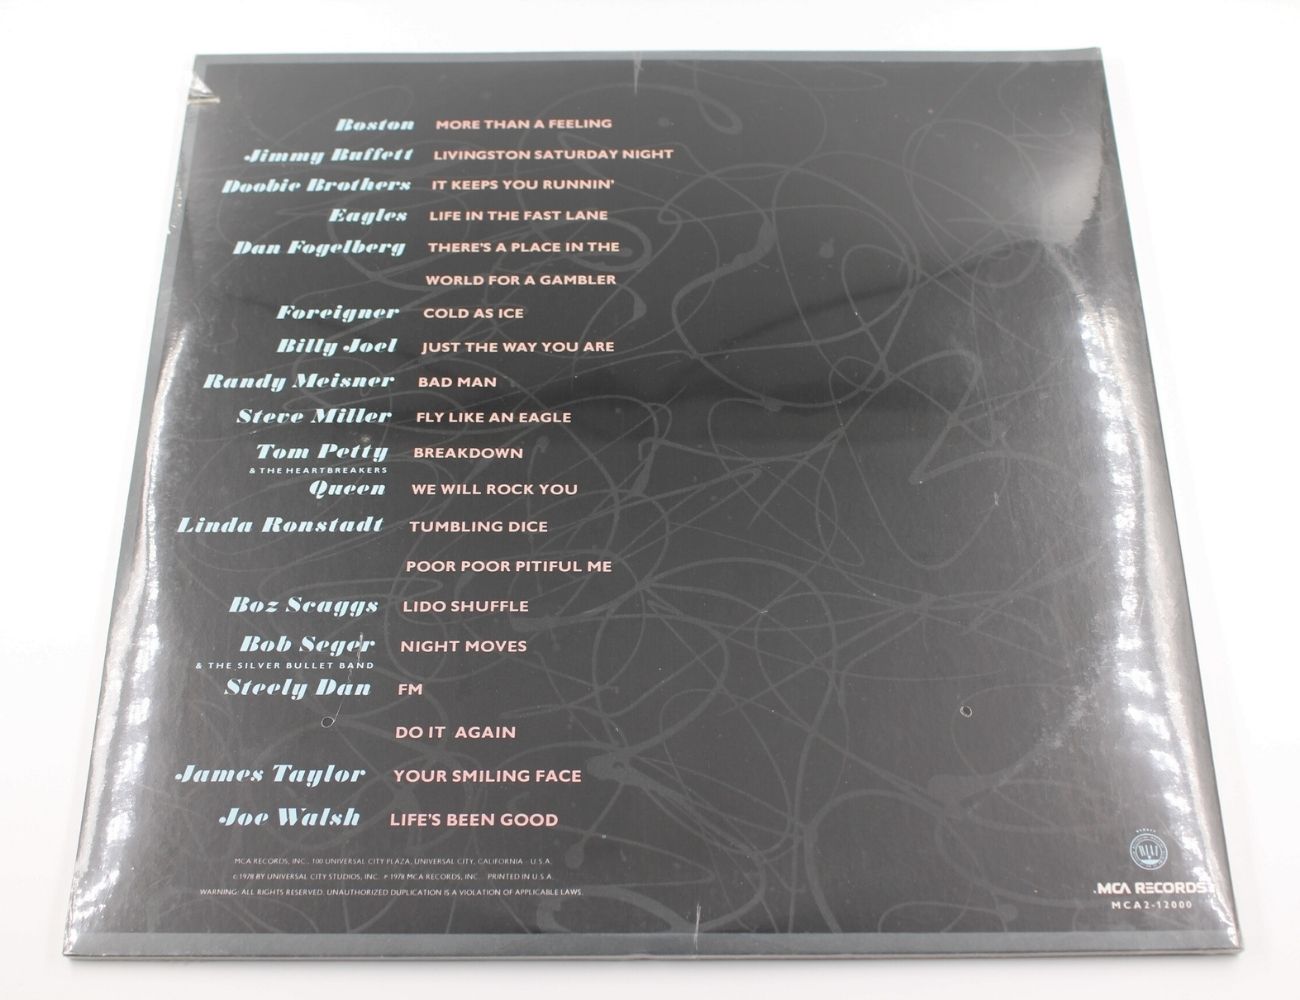 Boston MORE THAN A FEELING
Jimmy Buffett LIVINGSTON SATURDAY NIGHT
Doobie Brothers IT KEEPS YOU RUNNIN'
Eagles LIFE IN THE FAST LANE
Dan Fogelberg THERE'S A PLACE IN THE
WORLD FOR A GAMBLER
Foreigner COLD AS ICE
Billy Joel JUST THE WAY YOU ARE
Randy Meisner BAD MAN
Steve Miller FLY LIKE AN EAGLE
Tom Petty BREAKDOWN
& THE HEARTBREAKERS
Queen WE WILL ROCK YOU
Linda Ronstadt TUMBLING DICE
POOR POOR PITIFUL ME
Boz Scaggs LIDO SHUFFLE
Bob Seger NIGHT MOVES
& THE SILVER BULLET BAND
Steely Dan FM
DO IT AGAIN
James Taylor YOUR SMILING FACE
Joe Walsh LIFE'S BEEN GOOD
MCA RECORDS, INC., 100 UNIVERSAL CITY PLAZA, UNIVERSAL CITY, CALIFORNIA - U.S.A.
© 1978 BY UNIVERSAL CITY STUDIOS, INC. ℗ 1978 MCA RECORDS, INC. PRINTED IN U.S.A.
WARNING: ALL RIGHTS RESERVED. UNAUTHORIZED DUPLICATION IS A VIOLATION OF APPLICABLE LAWS.
MCA RECORDS
MCA2-12000